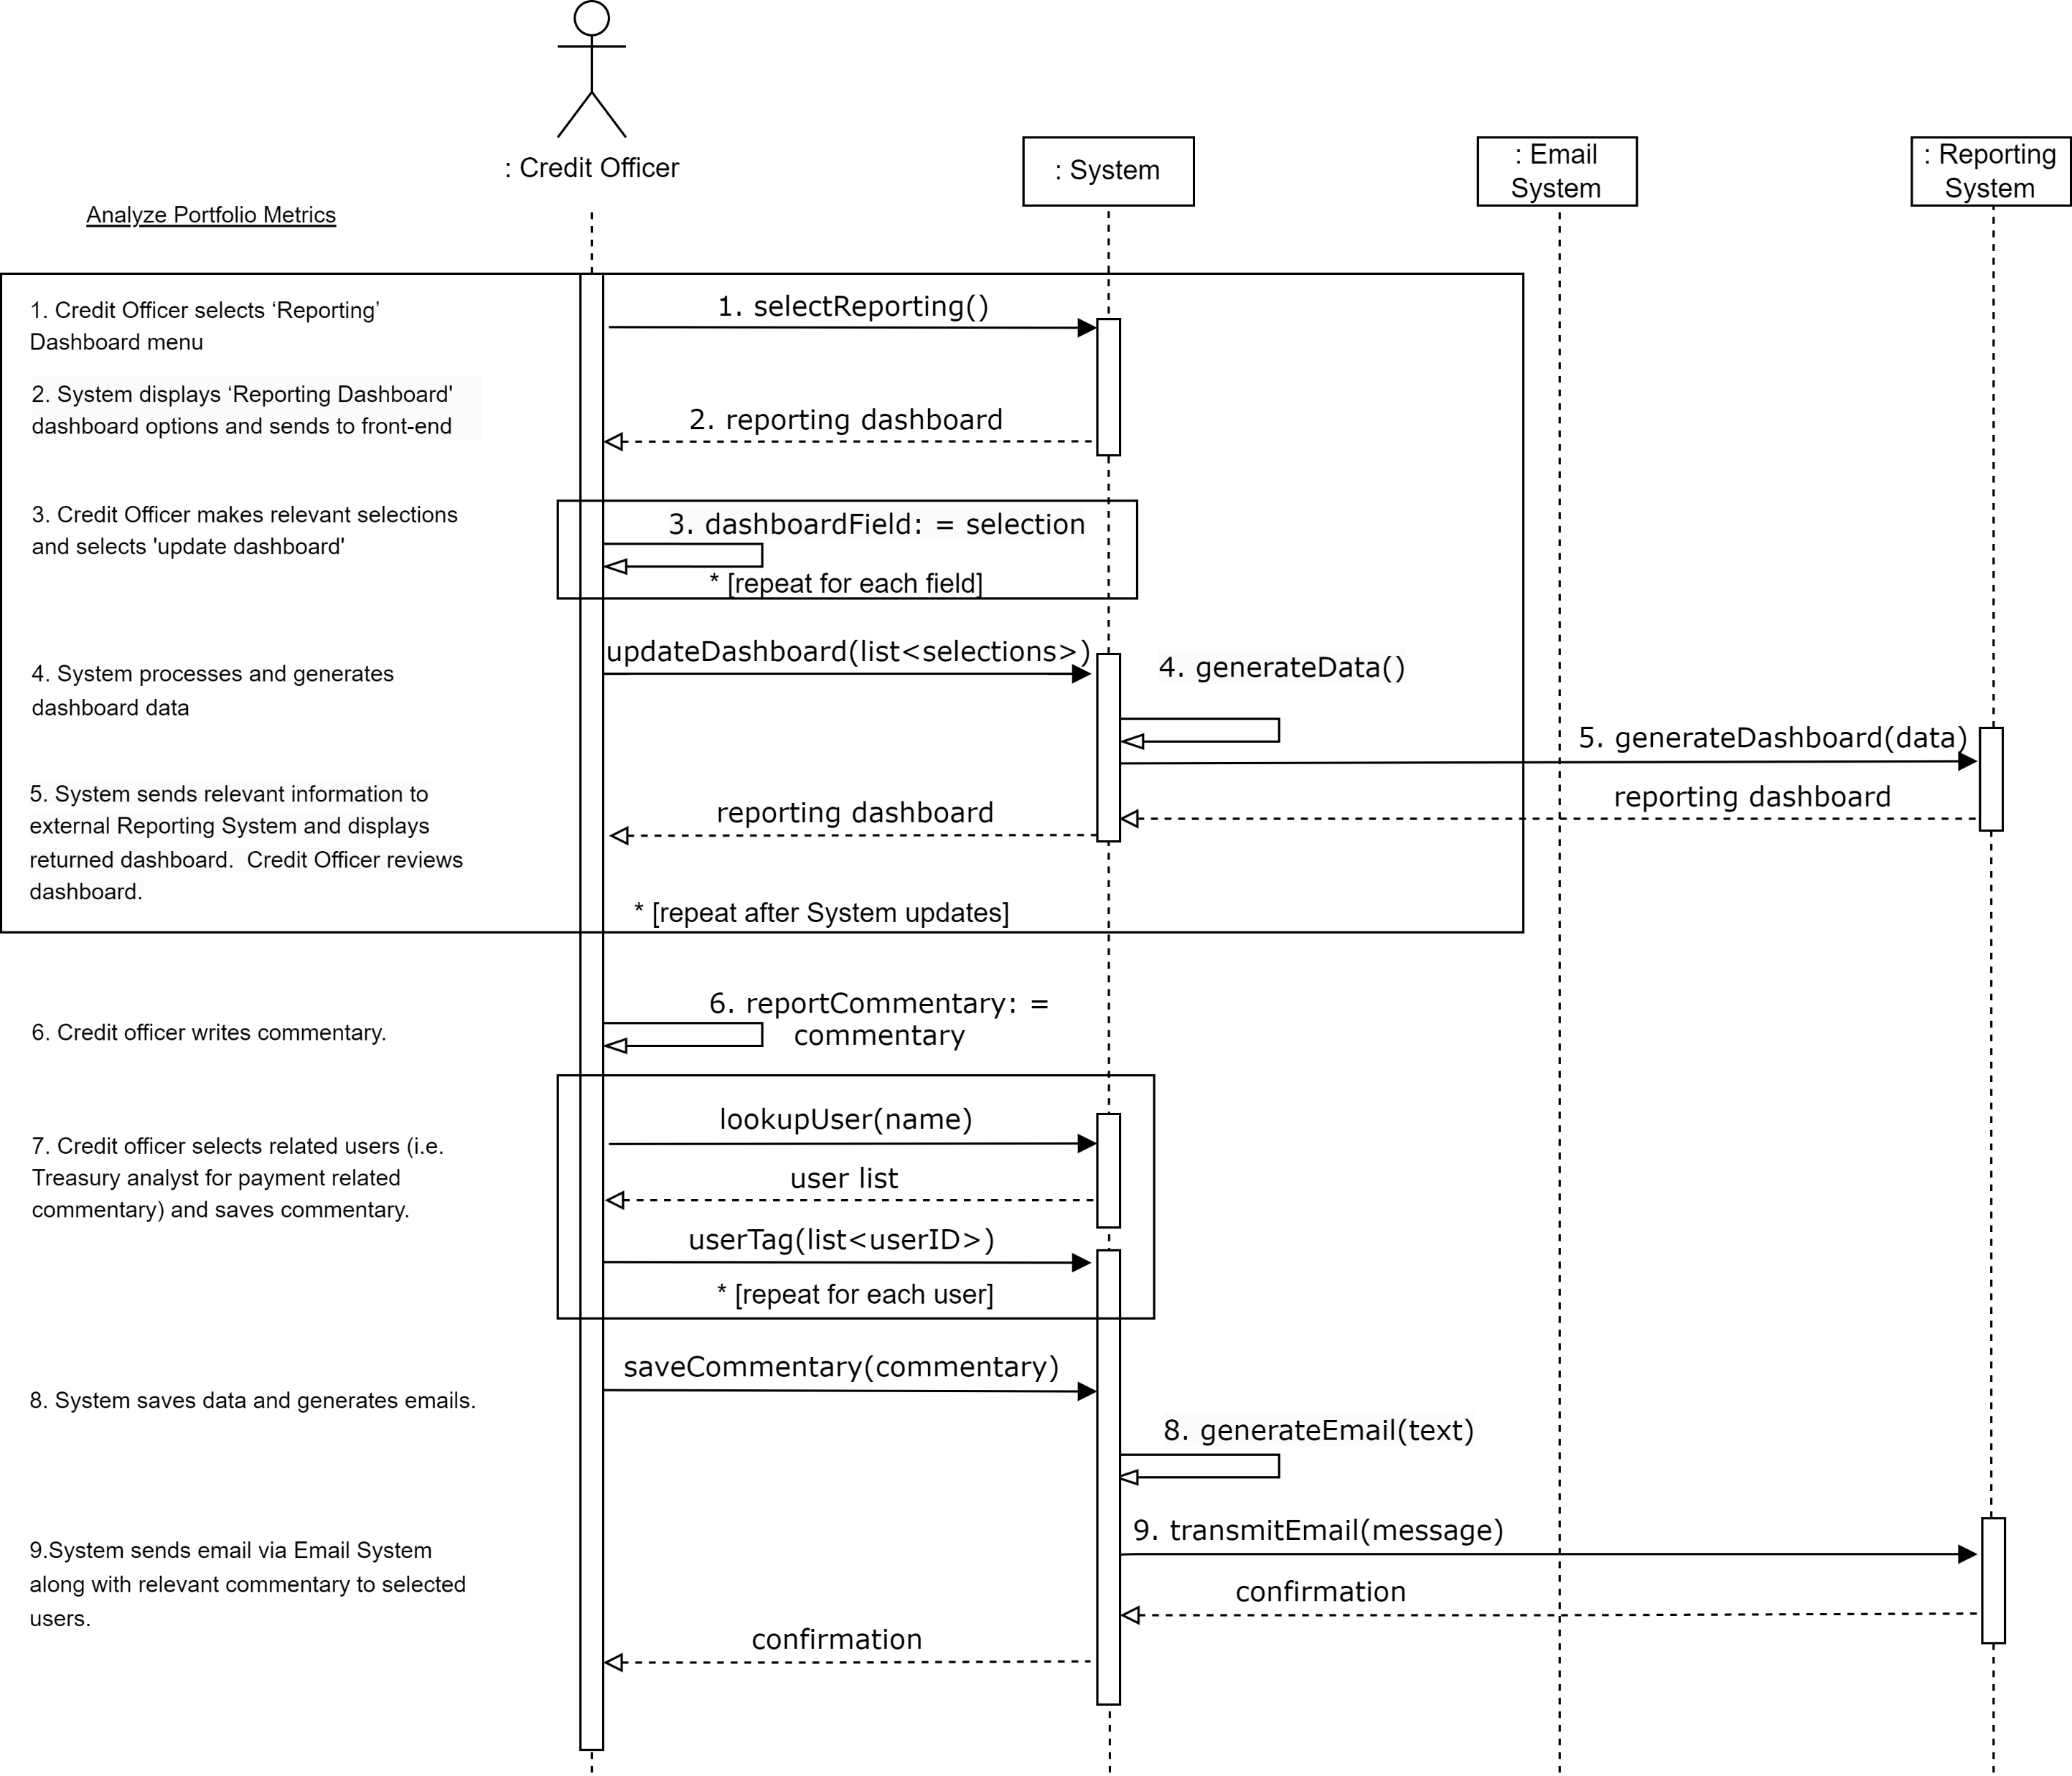 : Credit Officer
: System
: Email
System
: Reporting
System
Analyze Portfolio Metrics
1. Credit Officer selects ‘Reporting’
Dashboard menu
1. selectReporting()
2. System displays ‘Reporting Dashboard'
dashboard options and sends to front-end
2. reporting dashboard
3. Credit Officer makes relevant selections
and selects 'update dashboard'
3. dashboardField: = selection
* [repeat for each field]
updateDashboard(list<selections>)
4. System processes and generates
dashboard data
4. generateData()
5. generateDashboard(data)
reporting dashboard
5. System sends relevant information to
external Reporting System and displays
returned dashboard.  Credit Officer reviews
dashboard.
reporting dashboard
* [repeat after System updates]
6. Credit officer writes commentary.
6. reportCommentary: =
commentary
7. Credit officer selects related users (i.e.
Treasury analyst for payment related
commentary) and saves commentary.
lookupUser(name)
user list
userTag(list<userID>)
* [repeat for each user]
saveCommentary(commentary)
8. System saves data and generates emails.
8. generateEmail(text)
9.System sends email via Email System
along with relevant commentary to selected
users.
9. transmitEmail(message)
confirmation
confirmation